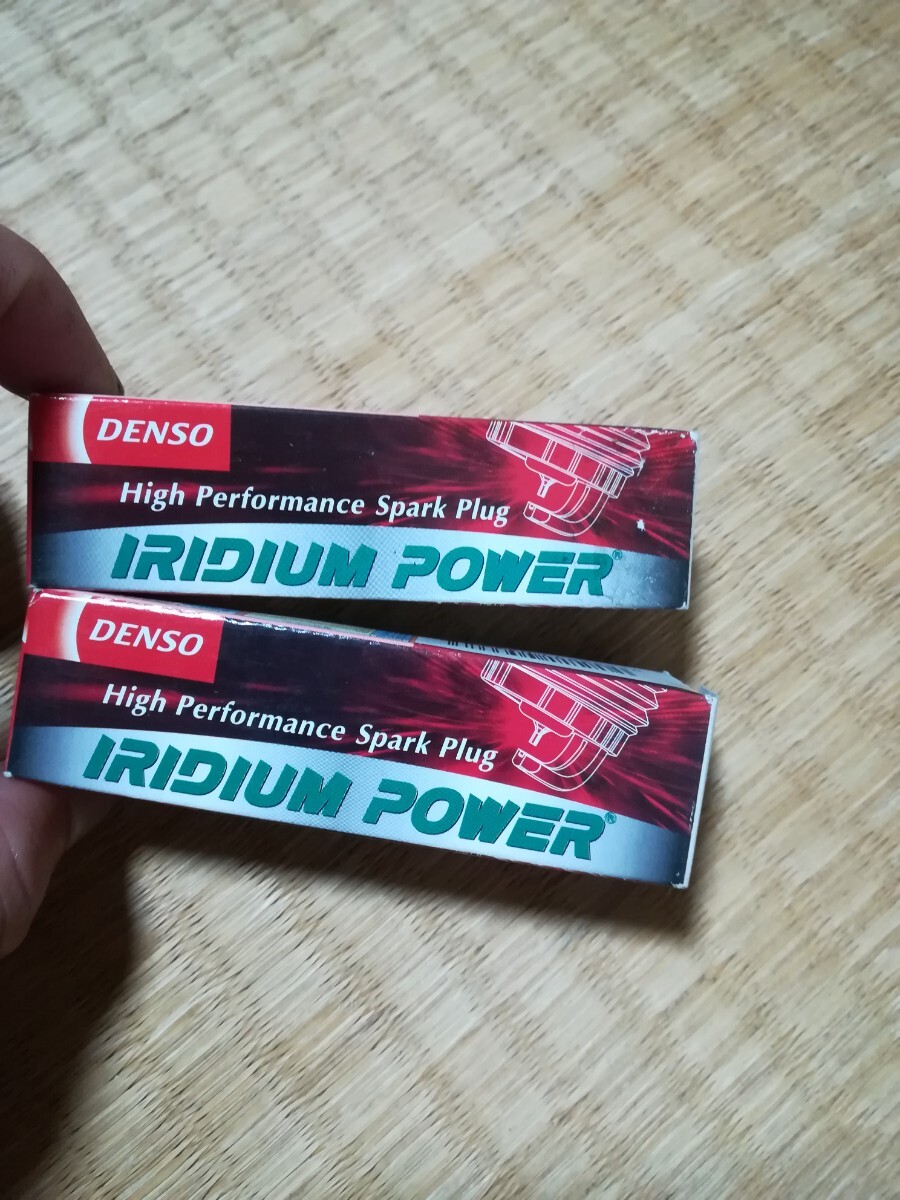 DENSO
High Performance Spark Plug
IRIDIUM POWER®
DENSO
High Performance Spark Plug
IRIDIUM POWER®